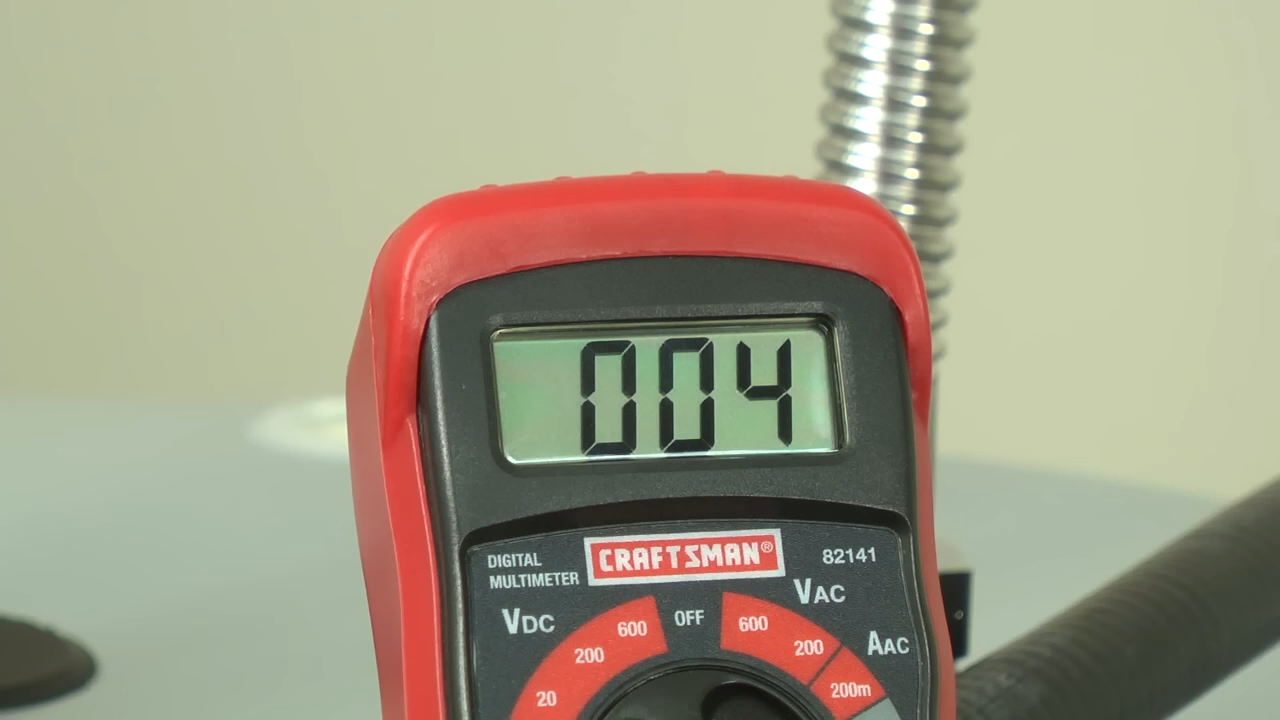 004
DIGITAL
MULTIMETER
CRAFTSMAN®
82141
VDC
600
OFF
600
VAC
200
200
AAC
20
200m